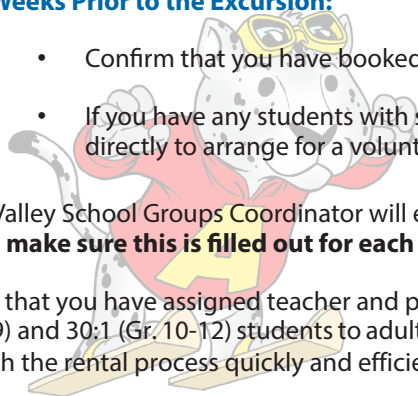 Weeks Prior to the Excursion:
• Confirm that you have booked
• If you have any students with s
directly to arrange for a volunt
Valley School Groups Coordinator will e
make sure this is filled out for each
that you have assigned teacher and p
9) and 30:1 (Gr. 10-12) students to adult
h the rental process quickly and efficie
A